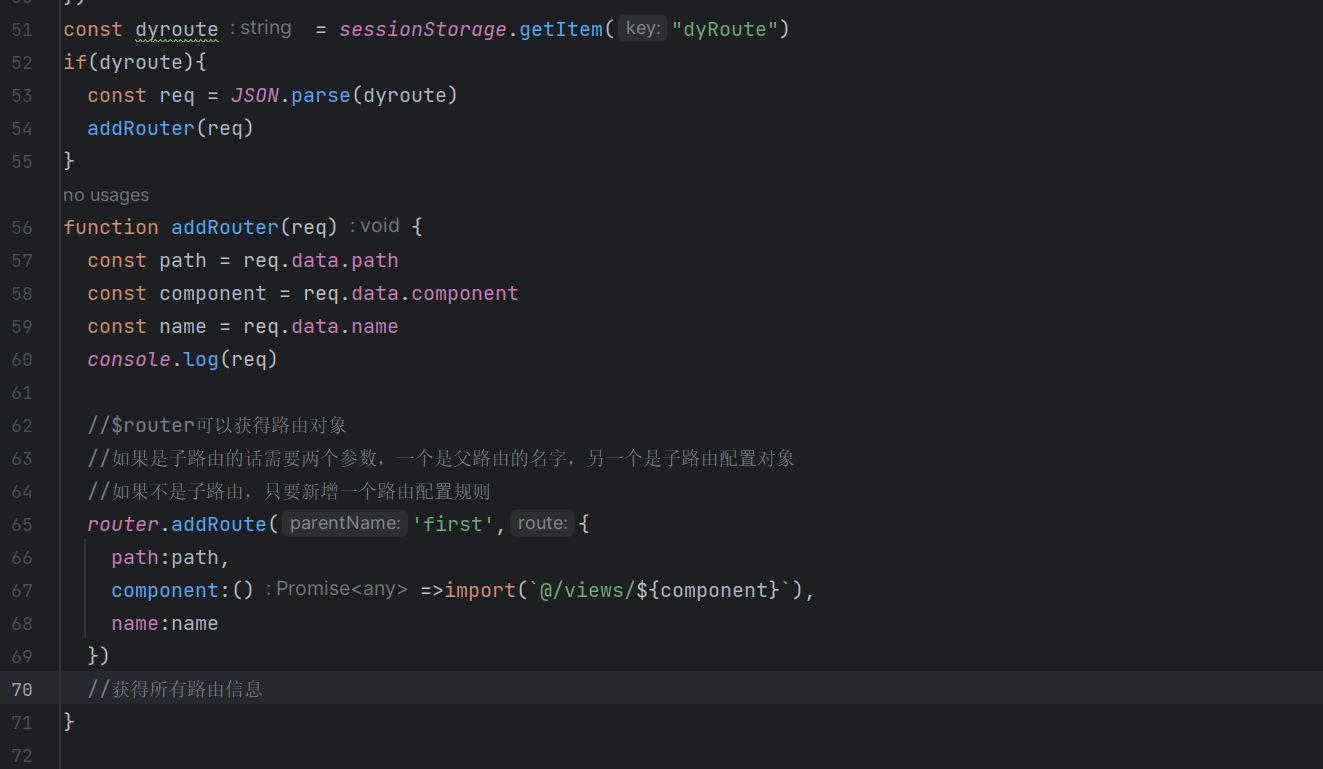 51 const dyroute : string = sessionStorage.getItem( key: "dyRoute")
52 if(dyroute){
53 const req = JSON.parse(dyroute)
54 addRouter(req)
55 }
no usages
56 function addRouter(req) : void {
57 const path = req.data.path
58 const component = req.data.component
59 const name = req.data.name
60 console.log(req)
61
62 //$router可以获得路由对象
63 //如果是子路由的话需要两个参数，一个是父路由的名字，另一个是子路由配置对象
64 //如果不是子路由，只要新增一个路由配置规则
65 router.addRoute( parentName: 'first', route: {
66 path:path,
67 component:() : Promise<any> =>import(`@/views/${component}`),
68 name:name
69 })
70 //获得所有路由信息
71 }
72